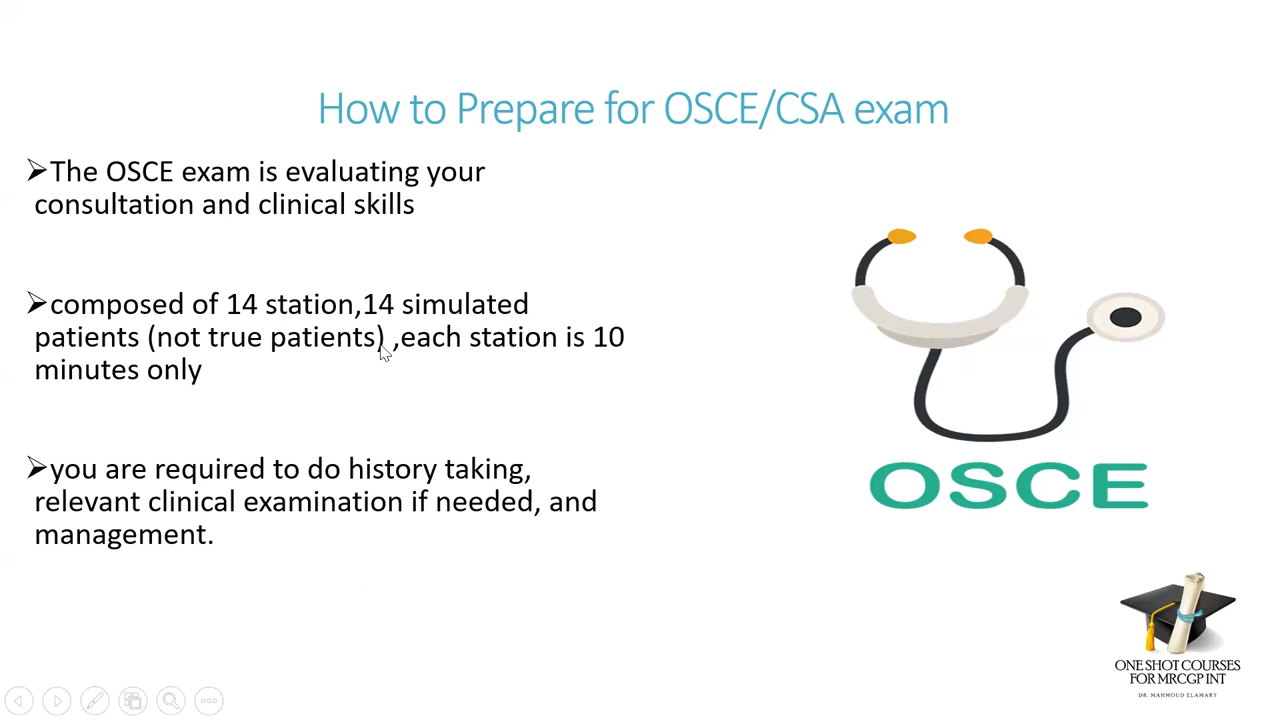 How to Prepare for OSCE/CSA exam
➢The OSCE exam is evaluating your
consultation and clinical skills
➢composed of 14 station,14 simulated
patients (not true patients) ,each station is 10
minutes only
➢you are required to do history taking,
relevant clinical examination if needed, and
management.
OSCE
ONE SHOT COURSES
FOR MRCGP INT
DR. MAHMOUD ELAMARY